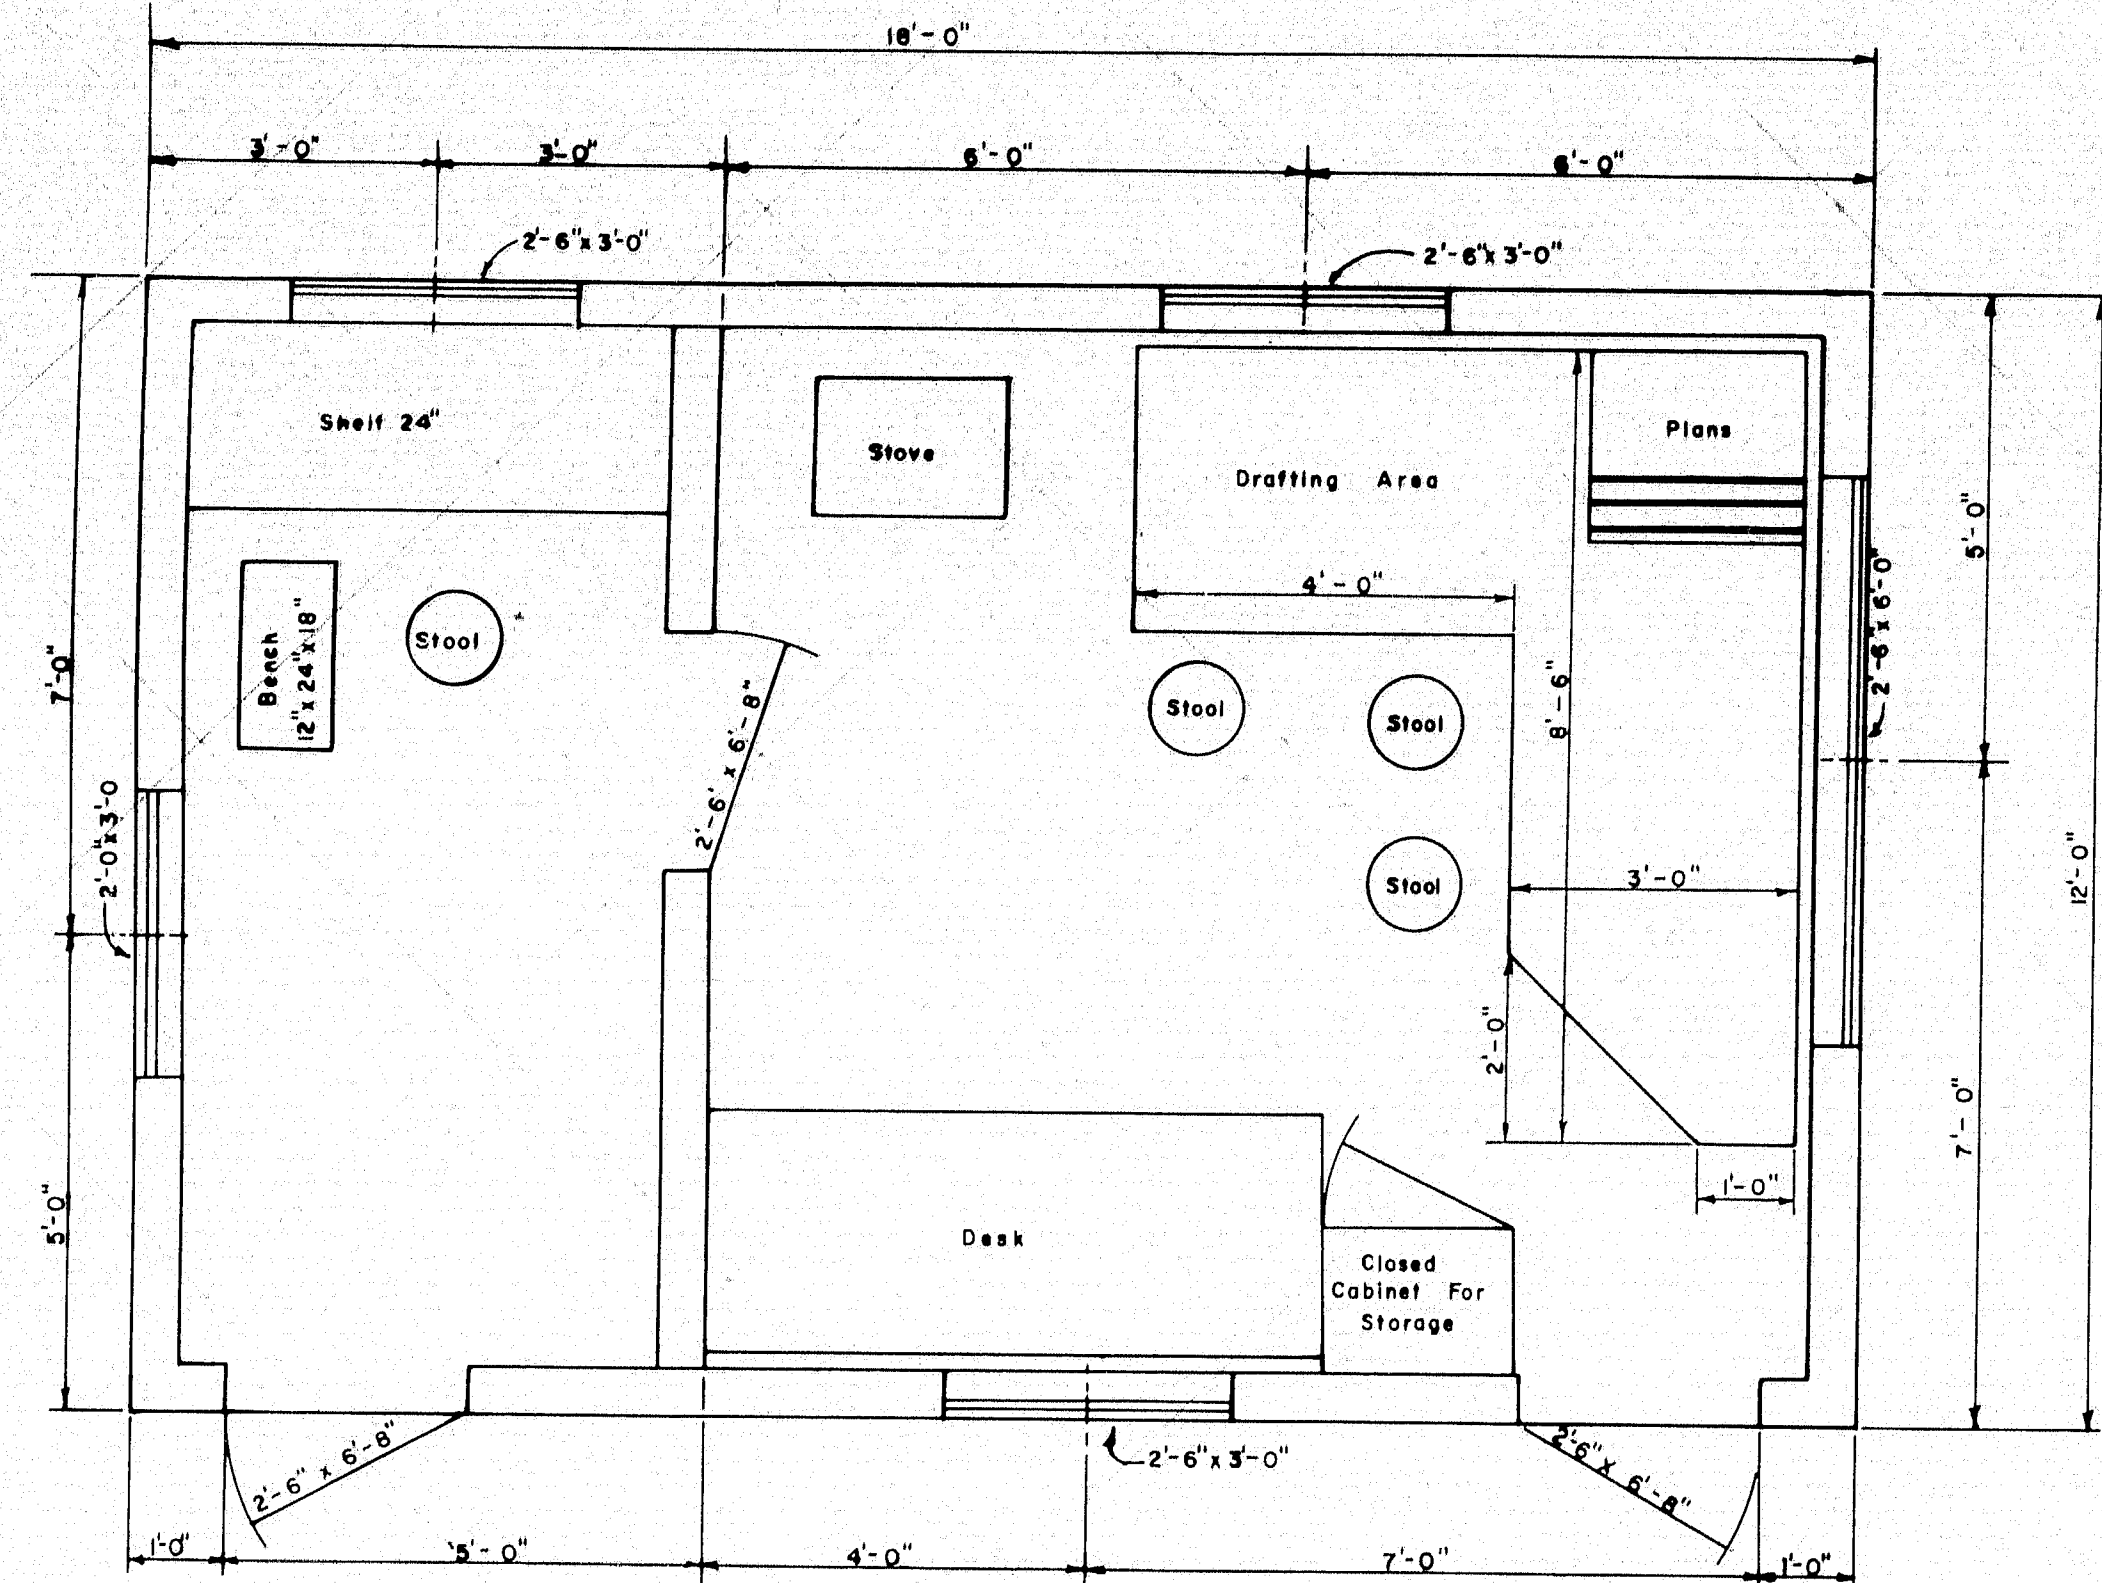 18'-0"
3'-0"
3'-0"
6'-0"
6'-0"
2'-6"x 3'-0"
2'-6"x 3'-0"
Shelf 24"
Stove
Drafting Area
Plans
5'-0"
4'-0"
2'-6" x 6'-0"
Bench
12"x 24"x 18"
Stool
7'-0"
8'-6"
Stool
Stool
2'-6' x 6'-8"
2'-0"x 3'-0
Stool
3'-0"
12'-0"
2'-0"
7'-0"
1'-0"
5'-0"
Desk
Closed
Cabinet For
Storage
2'-6" x 6'-8"
2'-6"x 3'-0"
2'-6" x 6'-8"
1'-0"
5'-0"
4'-0"
7'-0"
1'-0"